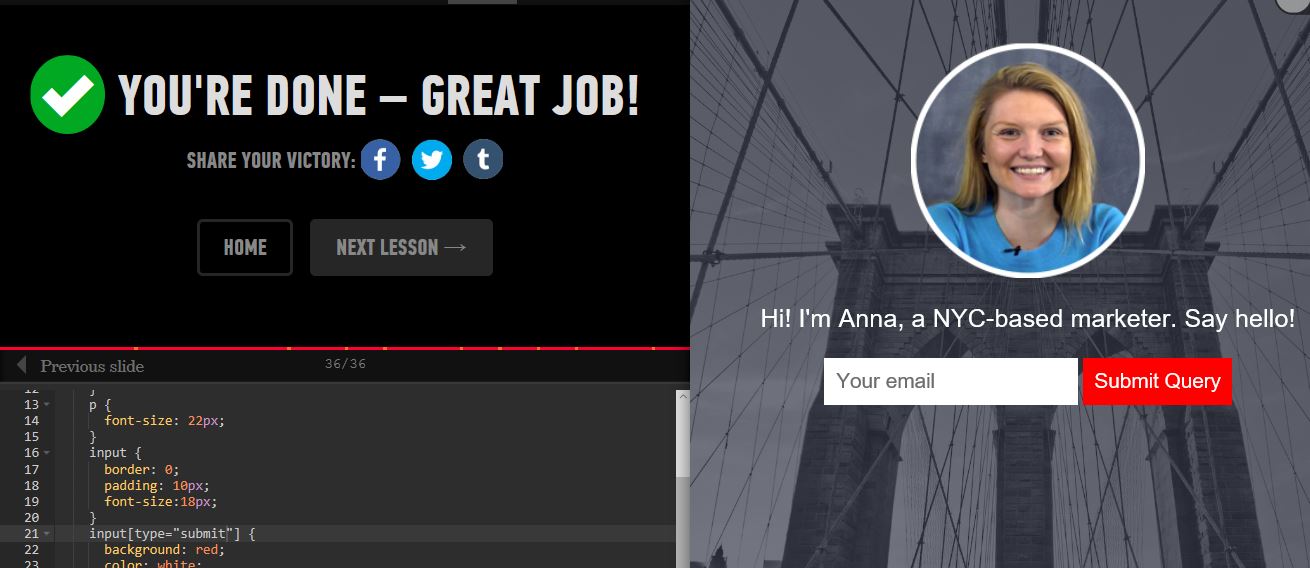 YOU'RE DONE – GREAT JOB!
SHARE YOUR VICTORY:
HOME
NEXT LESSON →
Previous slide
36/36
12 }
13 p {
14 font-size: 22px;
15 }
16 input {
17 border: 0;
18 padding: 10px;
19 font-size:18px;
20 }
21 input[type="submit"] {
22 background: red;
23 color: white;
Hi! I'm Anna, a NYC-based marketer. Say hello!
Your email
Submit Query